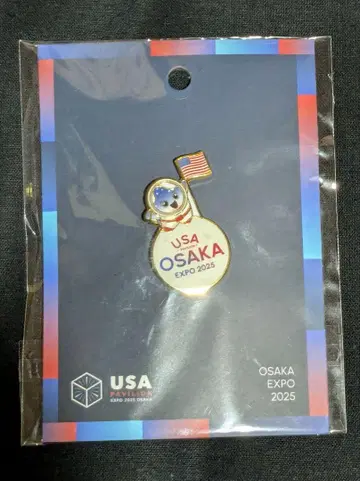 USA
OSAKA
EXPO 2025
USA
PAVILION
EXPO 2025 OSAKA
OSAKA
EXPO
2025